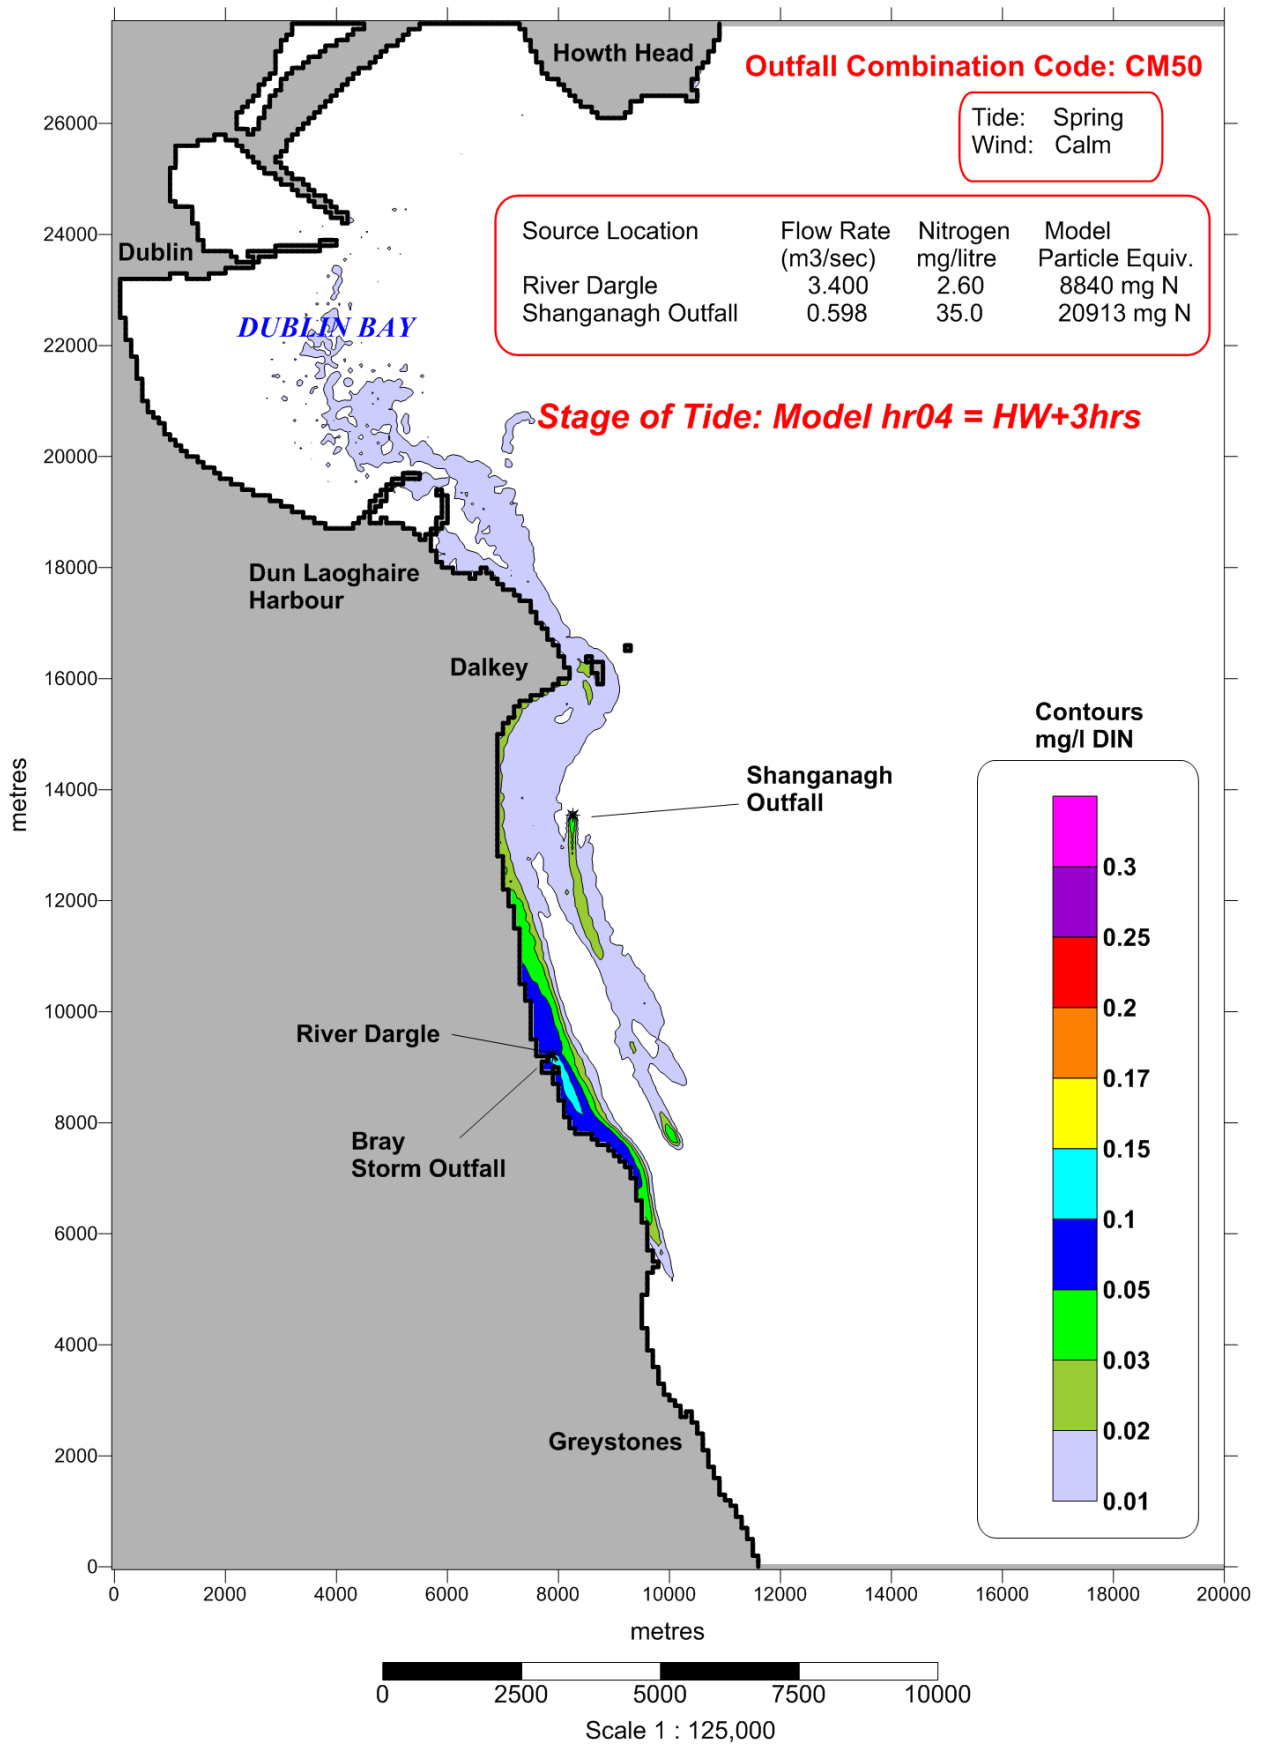 Howth Head
Outfall Combination Code: CM50
Tide: Spring
Wind: Calm
Source Location Flow Rate Nitrogen Model
(m3/sec) mg/litre Particle Equiv.
River Dargle 3.400 2.60 8840 mg N
Shanganagh Outfall 0.598 35.0 20913 mg N
Dublin
DUBLIN BAY
Stage of Tide: Model hr04 = HW+3hrs
Dun Laoghaire
Harbour
Dalkey
Shanganagh
Outfall
River Dargle
Bray
Storm Outfall
Greystones
Contours
mg/l DIN
0.3
0.25
0.2
0.17
0.15
0.1
0.05
0.03
0.02
0.01
metres
26000
24000
22000
20000
18000
16000
14000
12000
10000
8000
6000
4000
2000
0
0 2000 4000 6000 8000 10000 12000 14000 16000 18000 20000
metres
0 2500 5000 7500 10000
Scale 1 : 125,000